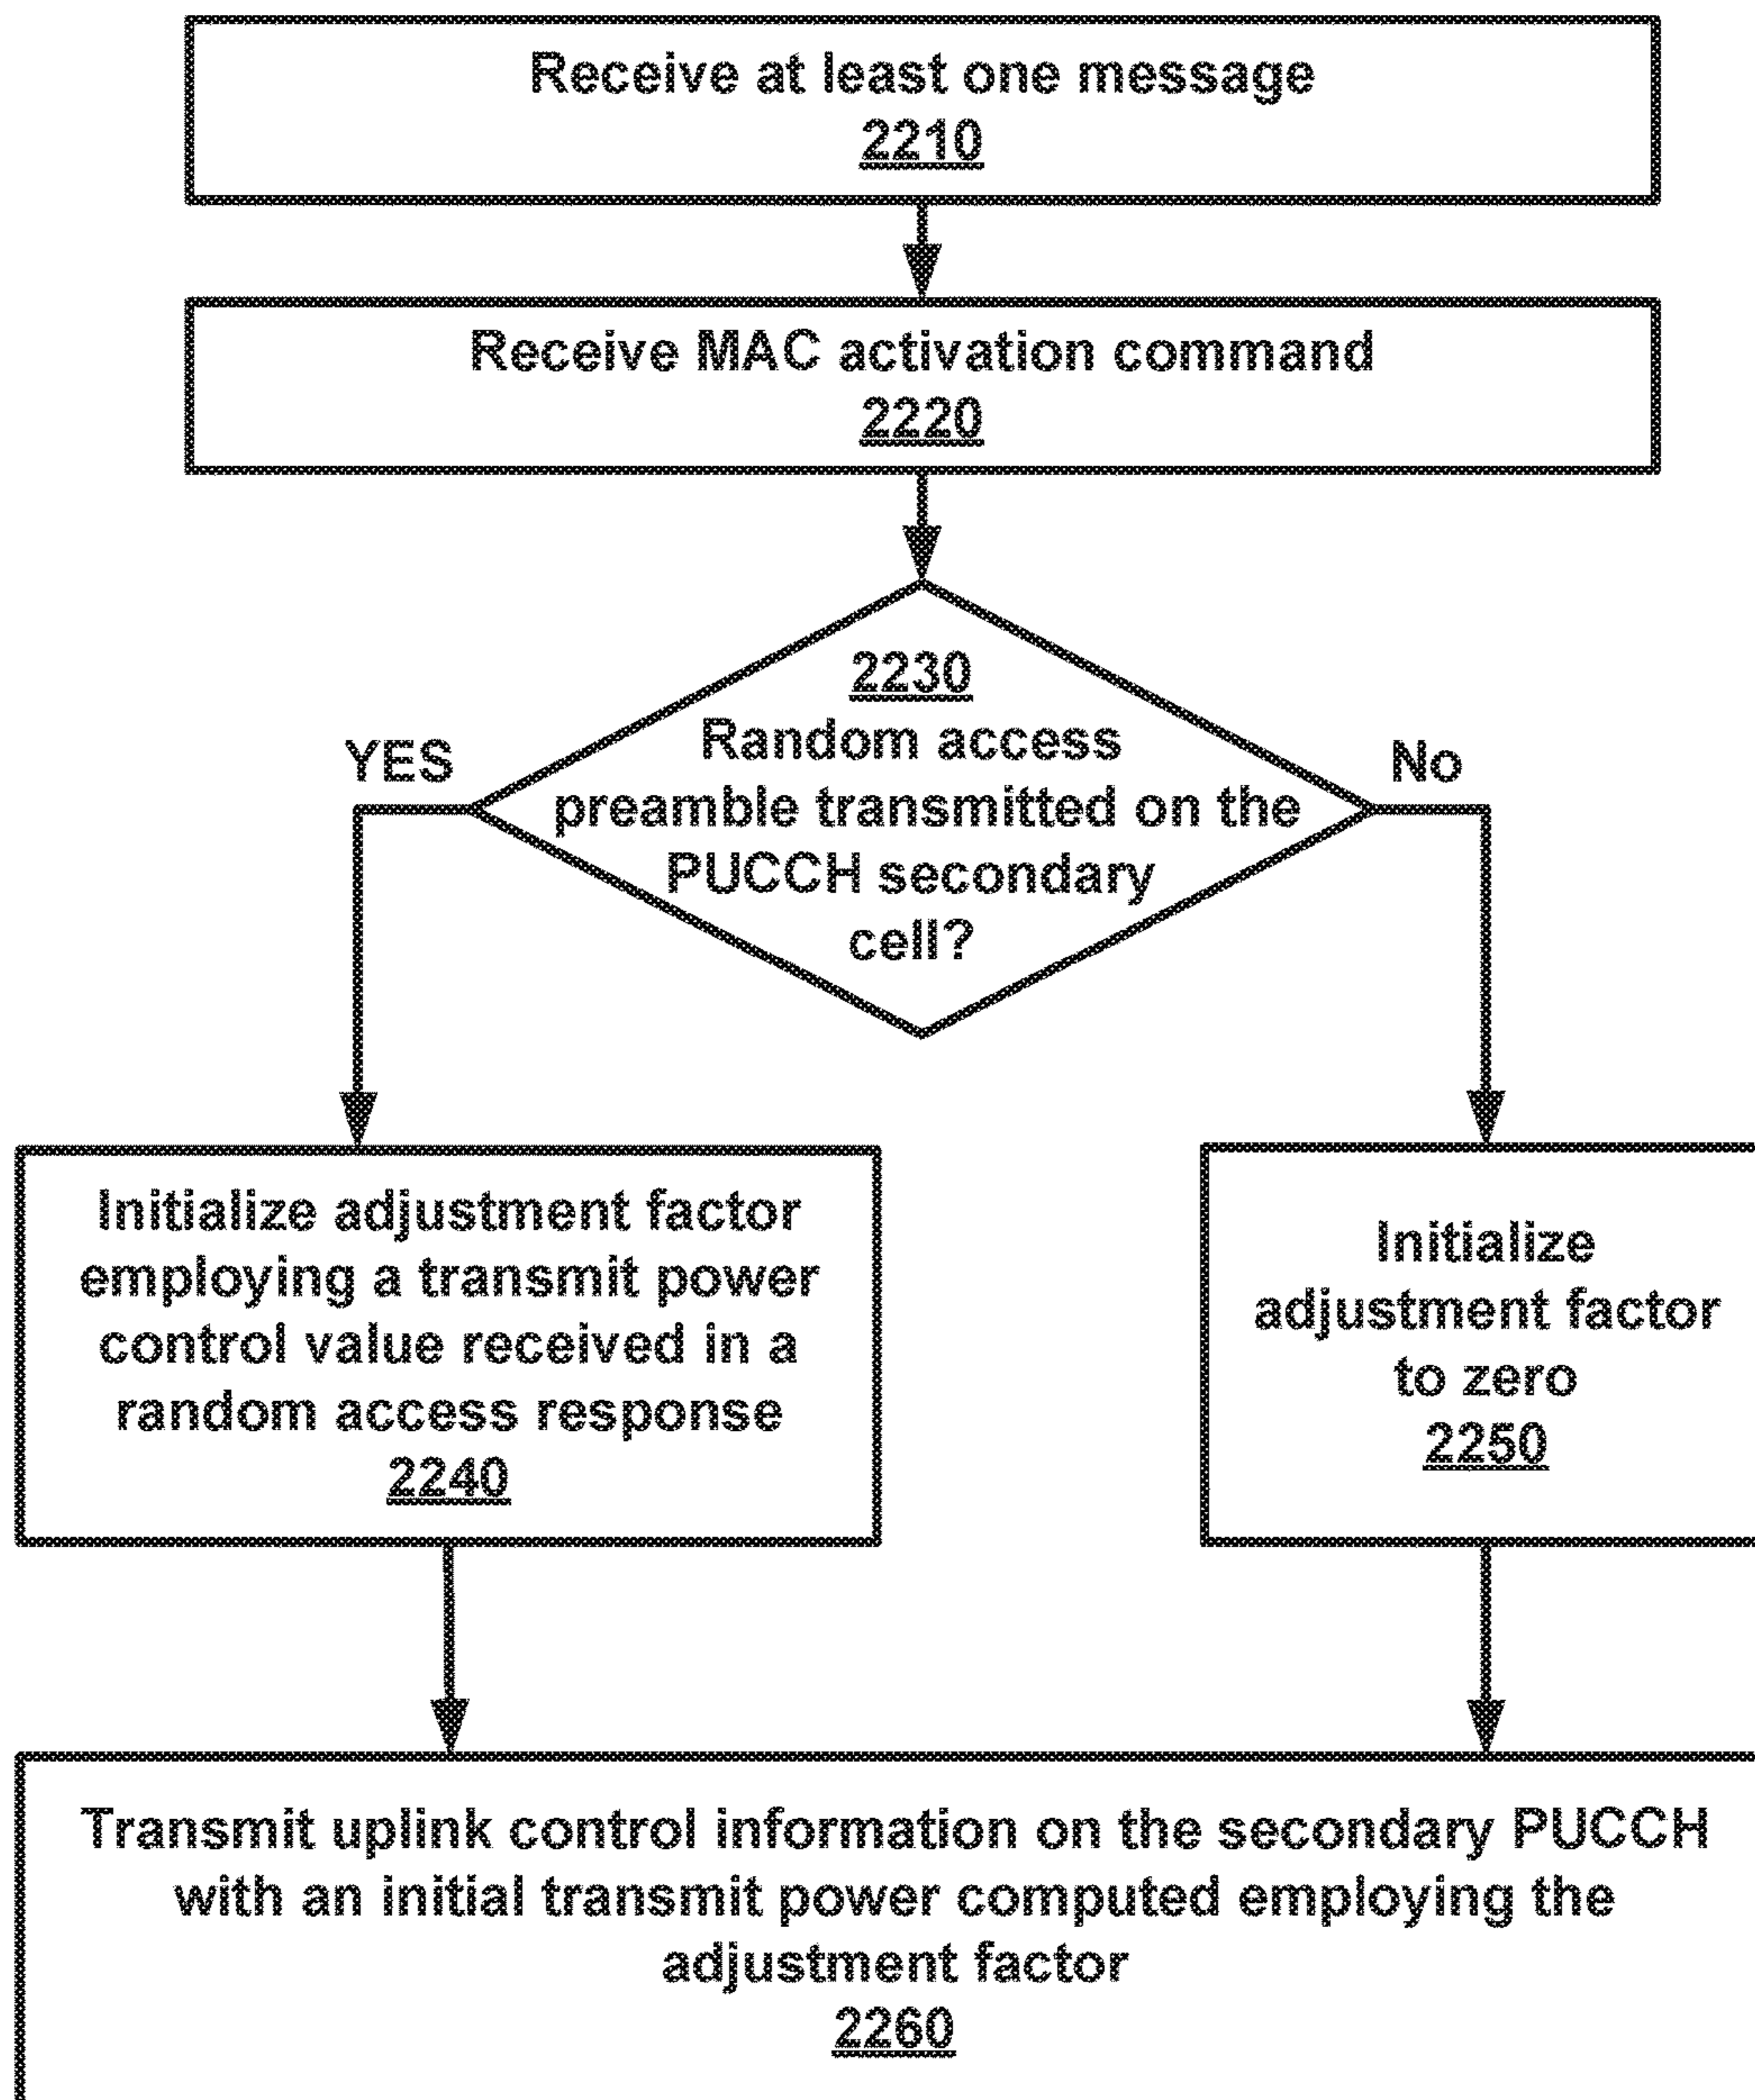 Receive at least one message
2210
Receive MAC activation command
2220
2230
Random access
preamble transmitted on the
PUCCH secondary
cell?
YES
No
Initialize adjustment factor
employing a transmit power
control value received in a
random access response
2240
Initialize
adjustment factor
to zero
2250
Transmit uplink control information on the secondary PUCCH
with an initial transmit power computed employing the
adjustment factor
2260